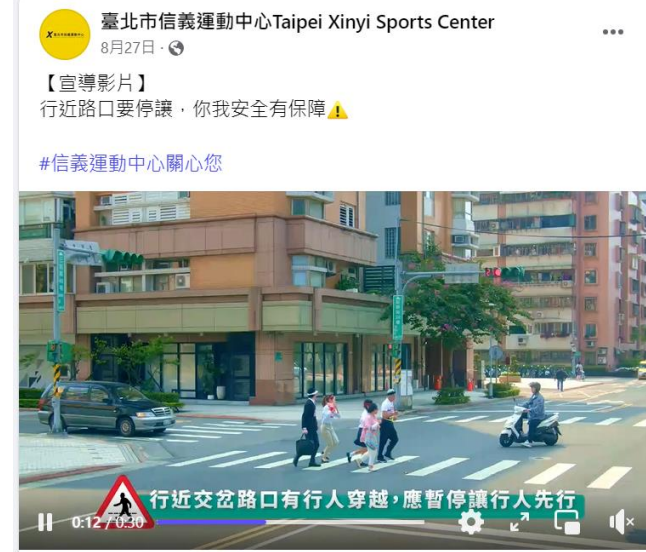 臺北市信義運動中心Taipei Xinyi Sports Center
8月27日
【宣導影片】
行近路口要停讓，你我安全有保障⚠️
#信義運動中心關心您
行近交岔路口有行人穿越，應暫停讓行人先行
0:12 / 0:30